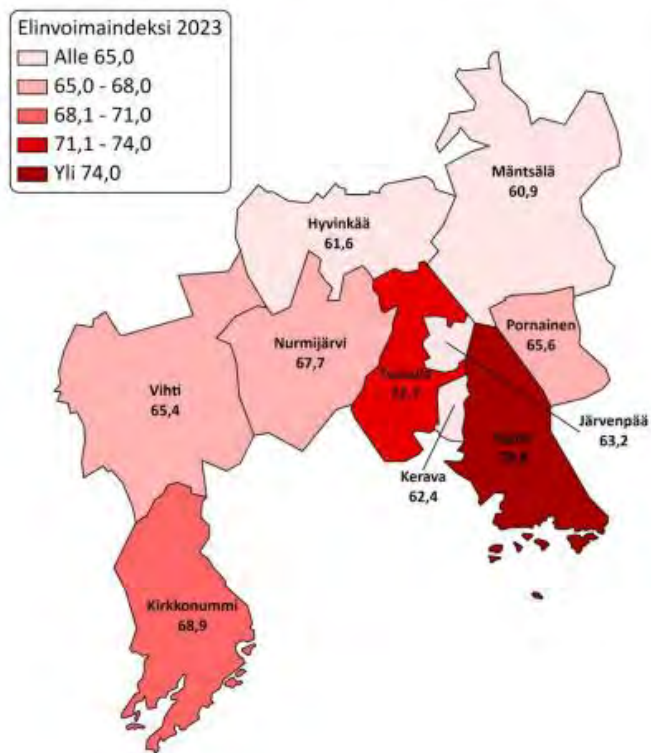 Elinvoimaindeksi 2023
Alle 65,0
65,0 - 68,0
68,1 - 71,0
71,1 - 74,0
Yli 74,0
Mäntsälä
60,9
Hyvinkää
61,6
Nurmijärvi
67,7
Pornainen
65,6
Tuusula
Vihti
65,4
Järvenpää
63,2
Kerava
62,4
Kirkkonummi
68,9